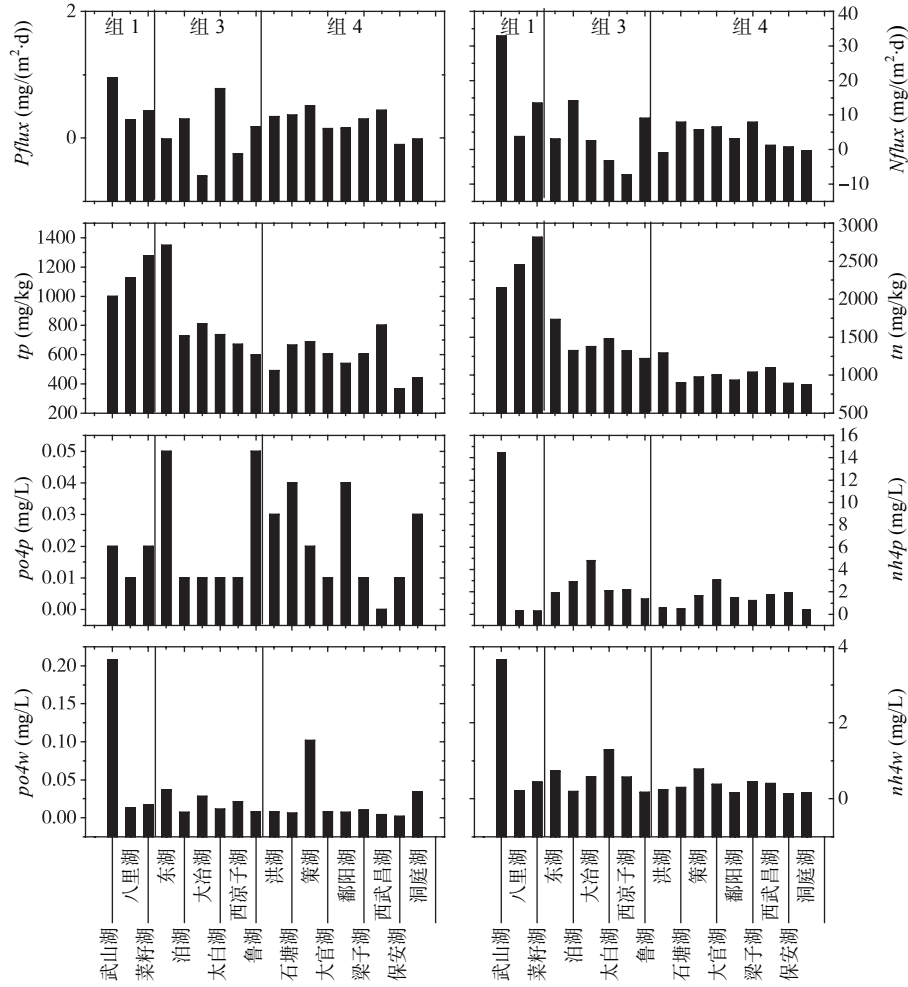 组 1 组 3 组 4
2
0
Pflux (mg/(m²·d))
组 1 组 3 组 4
40
30
20
10
0
−10
Nflux (mg/(m²·d))
1400
1200
1000
800
600
400
200
tp (mg/kg)
3000
2500
2000
1500
1000
500
tn (mg/kg)
0.05
0.04
0.03
0.02
0.01
0.00
po4p (mg/L)
16
14
12
10
8
6
4
2
0
nh4p (mg/L)
0.20
0.15
0.10
0.05
0.00
po4w (mg/L)
4
2
0
nh4w (mg/L)
武山湖
八里湖
菜籽湖
东湖
泊湖
大冶湖
太白湖
西凉子湖
鲁湖
洪湖
石塘湖
策湖
大官湖
鄱阳湖
梁子湖
西武昌湖
保安湖
洞庭湖
武山湖
八里湖
菜籽湖
东湖
泊湖
大冶湖
太白湖
西凉子湖
鲁湖
洪湖
石塘湖
策湖
大官湖
鄱阳湖
梁子湖
西武昌湖
保安湖
洞庭湖